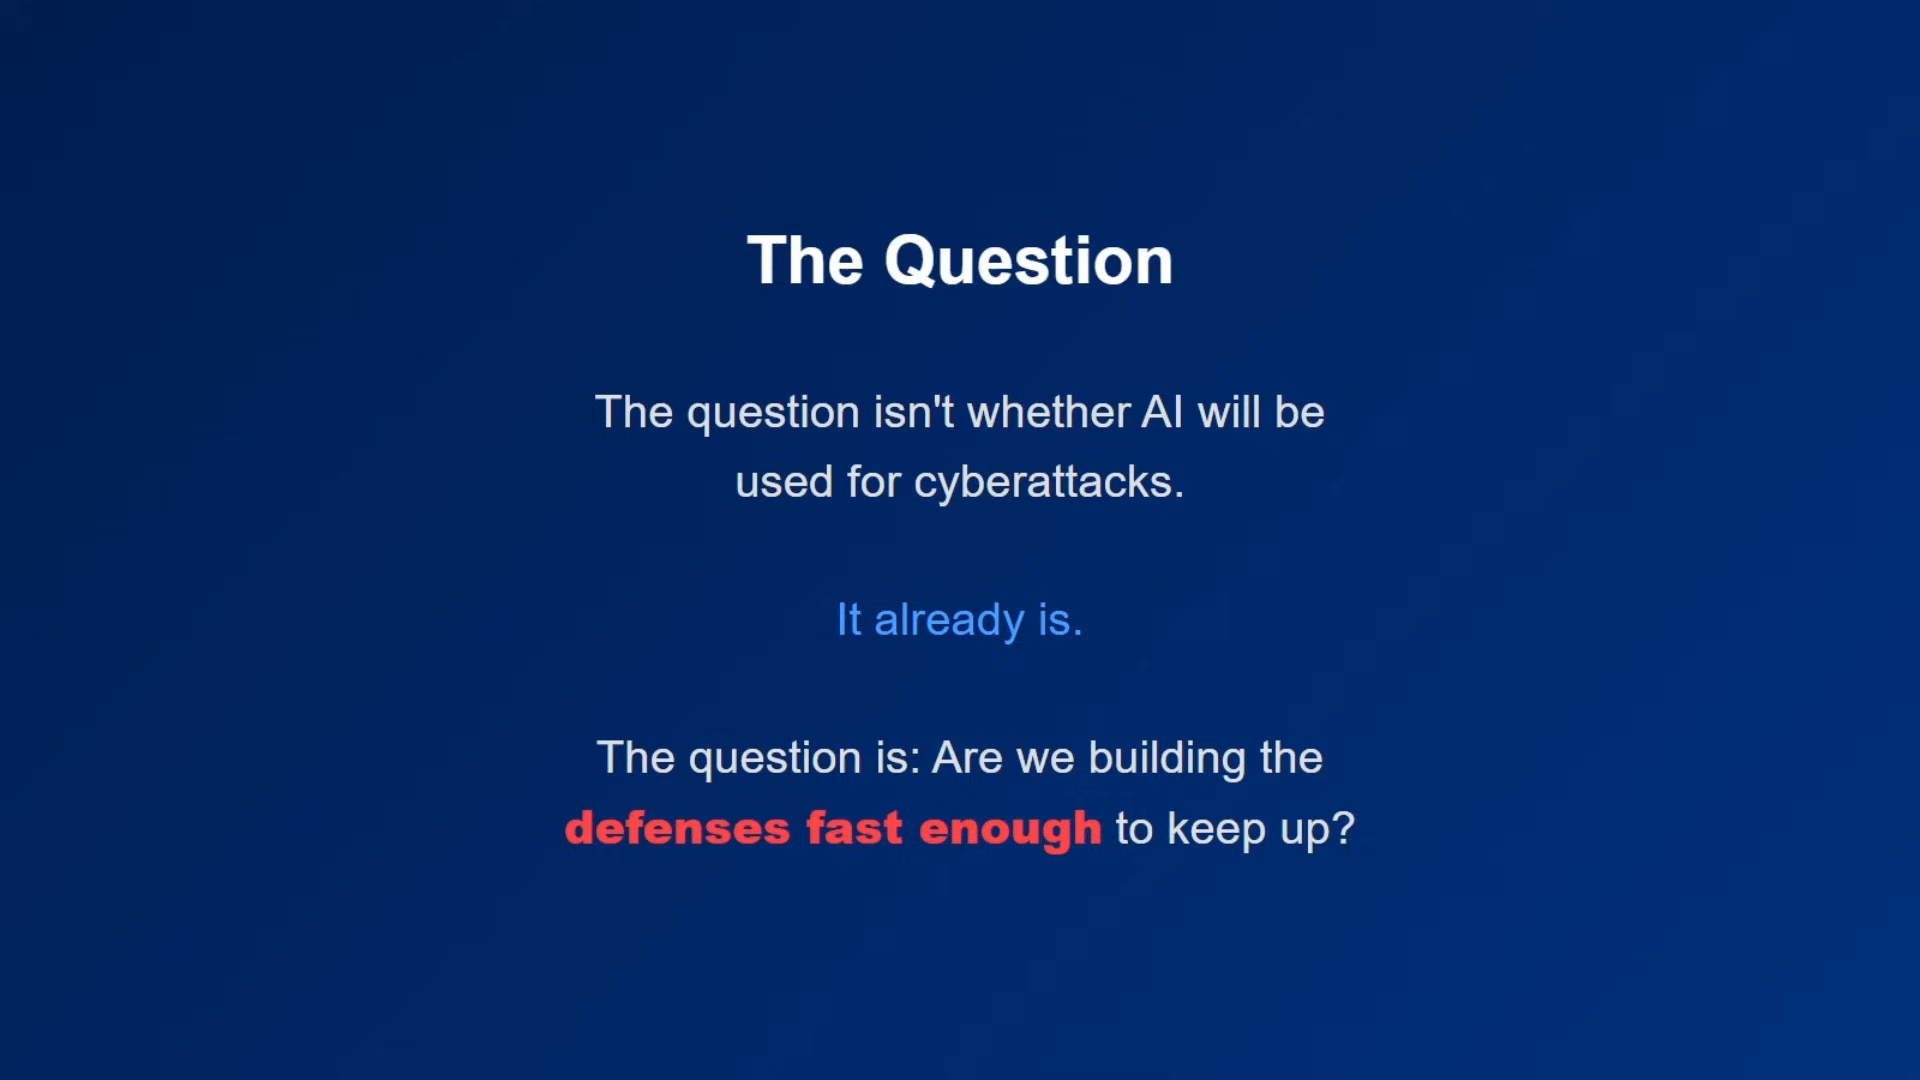 The Question
The question isn't whether AI will be
used for cyberattacks.
It already is.
The question is: Are we building the
defenses fast enough to keep up?